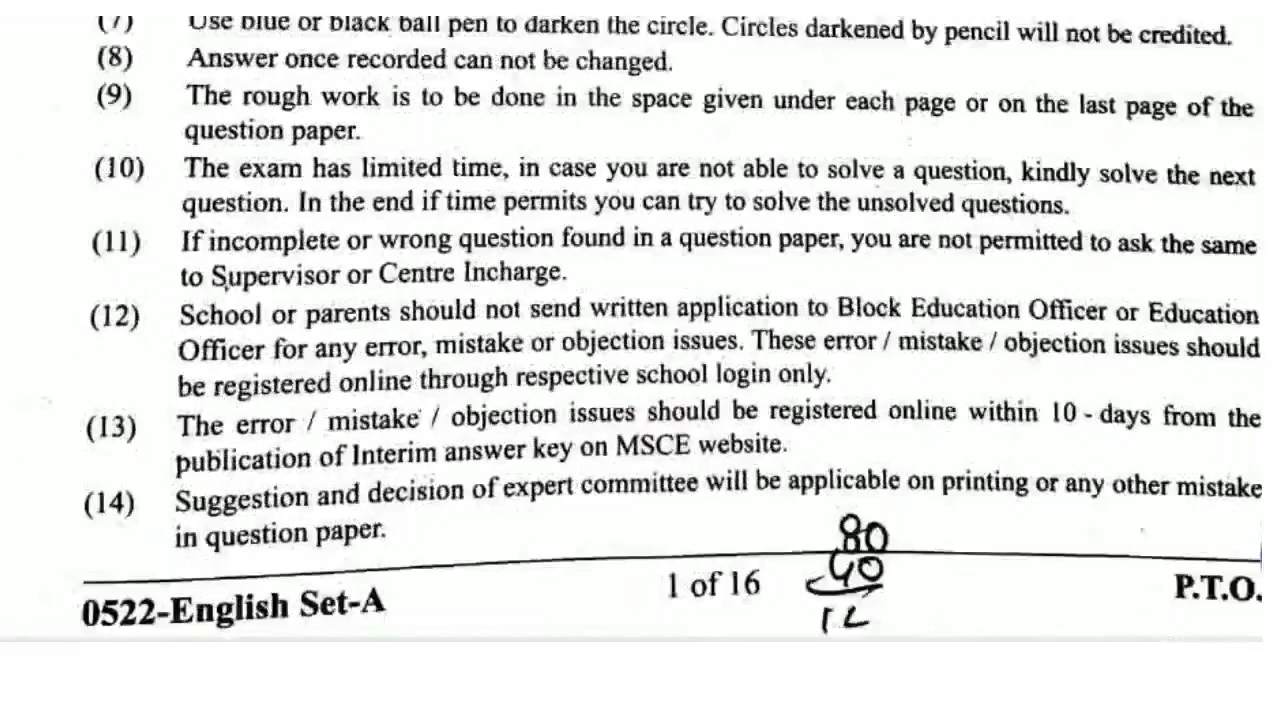 (7) Use blue or black ball pen to darken the circle. Circles darkened by pencil will not be credited.
(8) Answer once recorded can not be changed.
(9) The rough work is to be done in the space given under each page or on the last page of the
question paper.
(10) The exam has limited time, in case you are not able to solve a question, kindly solve the next
question. In the end if time permits you can try to solve the unsolved questions.
(11) If incomplete or wrong question found in a question paper, you are not permitted to ask the same
to Supervisor or Centre Incharge.
(12) School or parents should not send written application to Block Education Officer or Education
Officer for any error, mistake or objection issues. These error / mistake / objection issues should
be registered online through respective school login only.
(13) The error / mistake / objection issues should be registered online within 10 - days from the
publication of Interim answer key on MSCE website.
(14) Suggestion and decision of expert committee will be applicable on printing or any other mistake
in question paper.
80
40
0522-English Set-A 1 of 16 P.T.O.